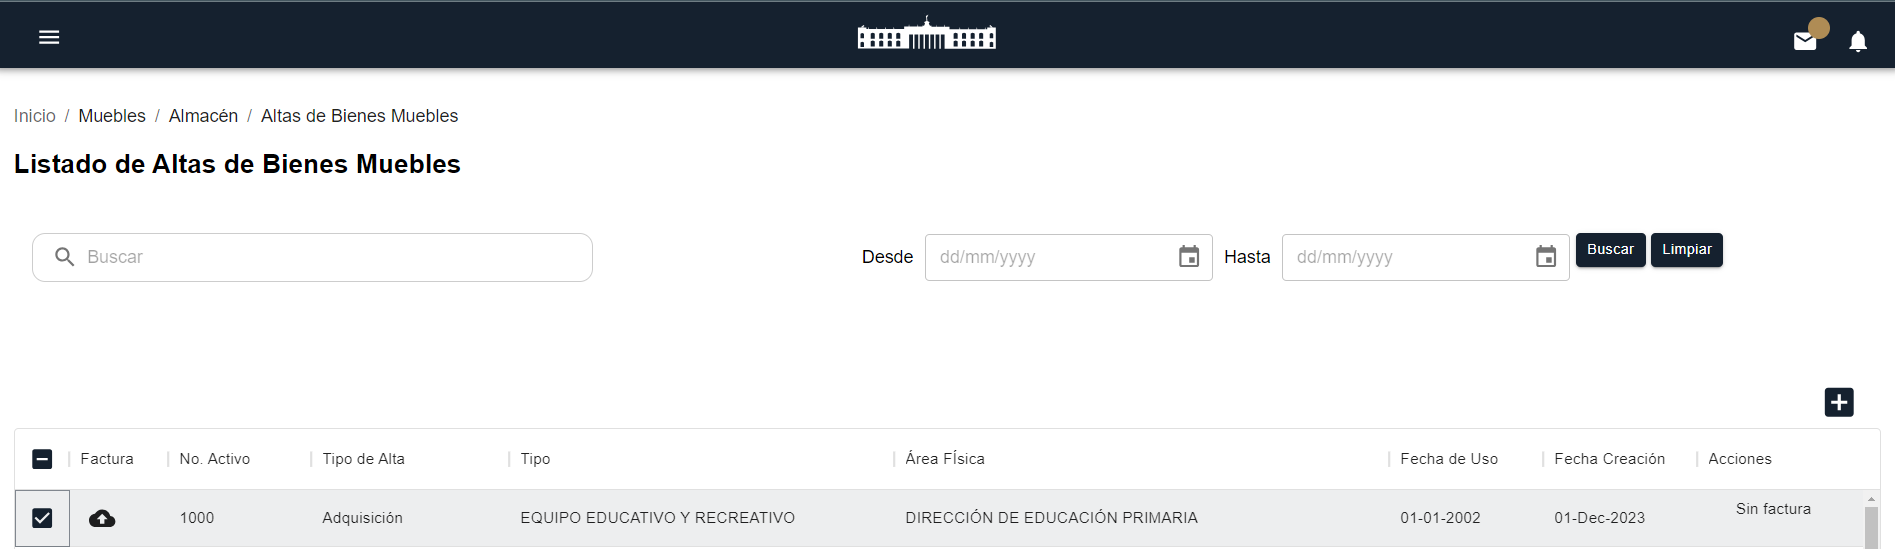 Inicio / Muebles / Almacén / Altas de Bienes Muebles
Listado de Altas de Bienes Muebles
Buscar
Desde dd/mm/yyyy Hasta dd/mm/yyyy Buscar Limpiar
Factura No. Activo Tipo de Alta Tipo Área FÍsica Fecha de Uso Fecha Creación Acciones
1000 Adquisición EQUIPO EDUCATIVO Y RECREATIVO DIRECCIÓN DE EDUCACIÓN PRIMARIA 01-01-2002 01-Dec-2023 Sin factura